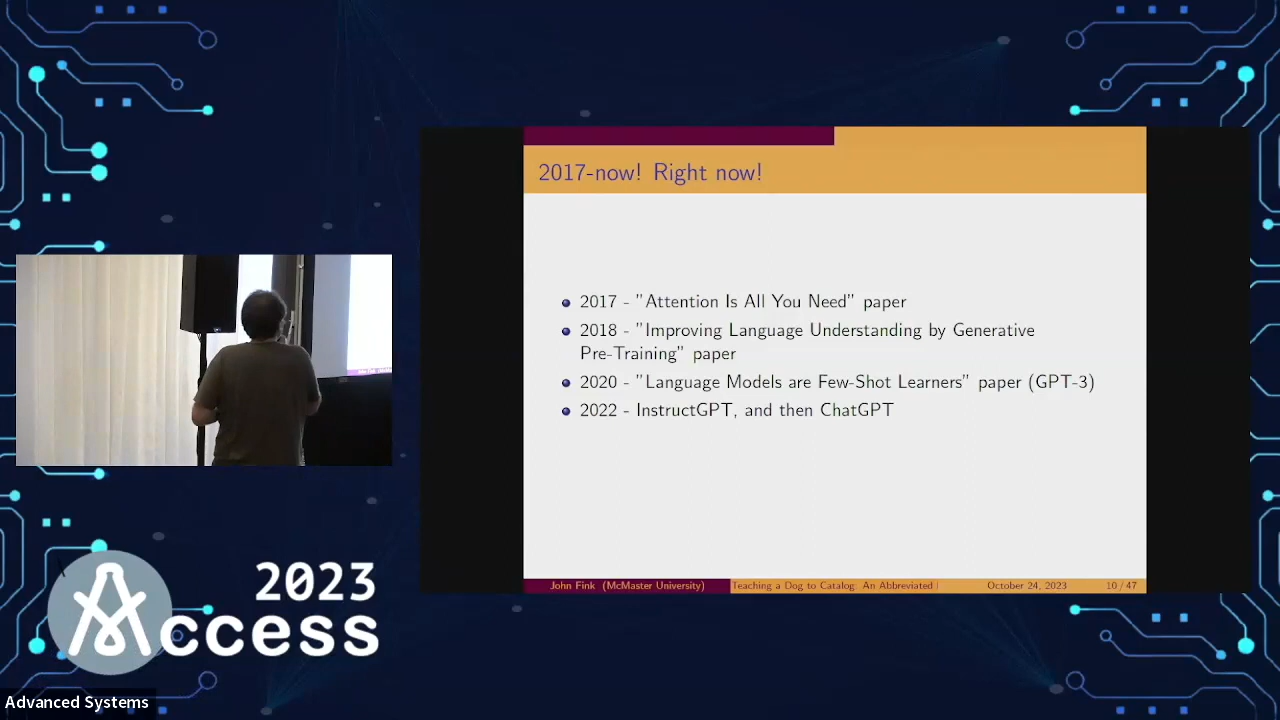 2017-now! Right now!
2017 - "Attention Is All You Need" paper
2018 - "Improving Language Understanding by Generative
Pre-Training" paper
2020 - "Language Models are Few-Shot Learners" paper (GPT-3)
2022 - InstructGPT, and then ChatGPT
John Fink (McMaster University) Teaching a Dog to Catalog: An Abbreviated October 24, 2023 10 / 47
2023
Access
Advanced Systems